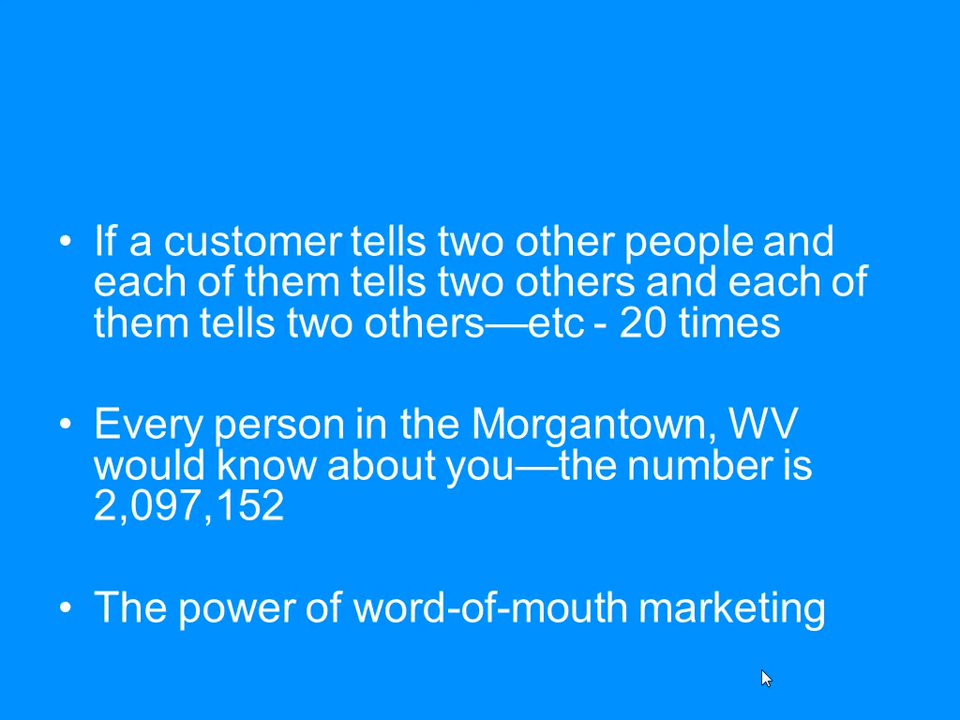 • If a customer tells two other people and
each of them tells two others and each of
them tells two others—etc - 20 times
• Every person in the Morgantown, WV
would know about you—the number is
2,097,152
• The power of word-of-mouth marketing